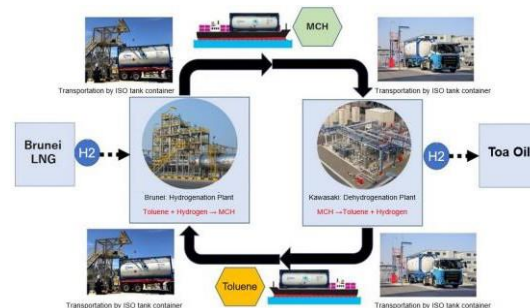 MCH
Transportation by ISO tank container
Transportation by ISO tank container
Brunei
LNG
H2
Brunei: Hydrogenation Plant
Toluene + Hydrogen → MCH
Kawasaki: Dehydrogenation Plant
MCH →Toluene + Hydrogen
H2
Toa Oil
Toluene
Transportation by ISO tank container
Transportation by ISO tank container